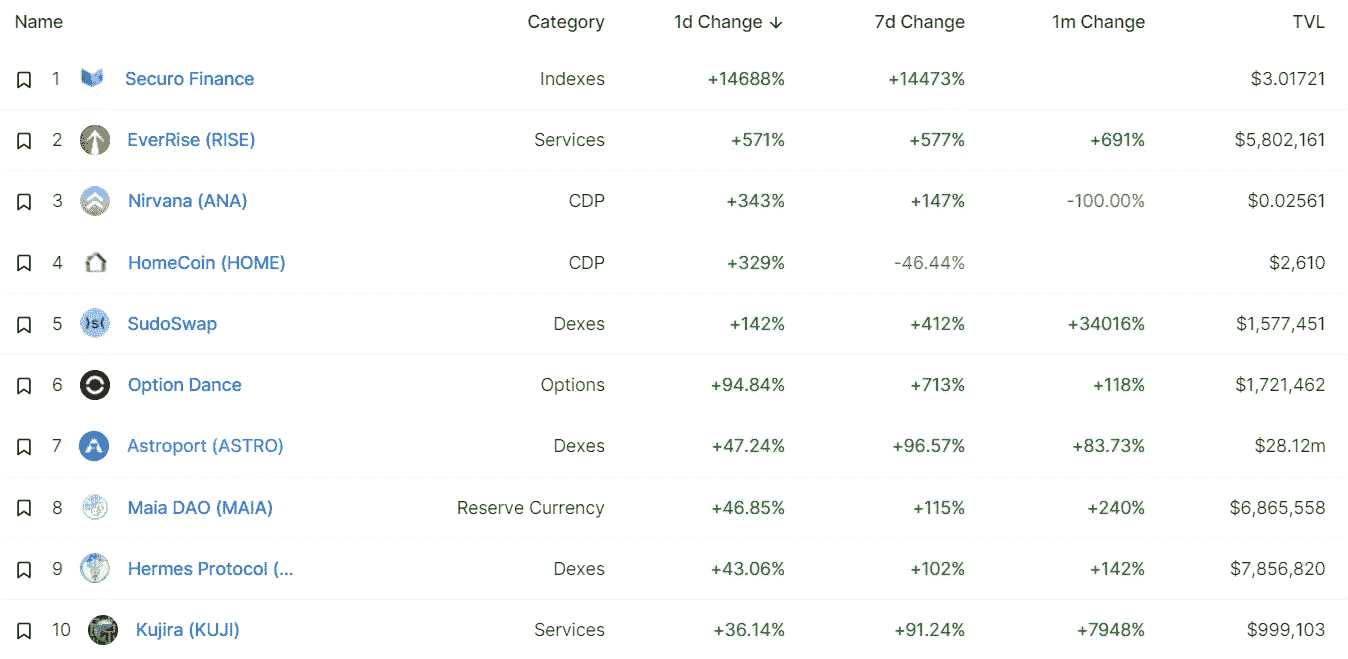 Name Category 1d Change ↓ 7d Change 1m Change TVL
1 Securo Finance Indexes +14688% +14473% $3.01721
2 EverRise (RISE) Services +571% +577% +691% $5,802,161
3 Nirvana (ANA) CDP +343% +147% -100.00% $0.02561
4 HomeCoin (HOME) CDP +329% -46.44% $2,610
5 )s( SudoSwap Dexes +142% +412% +34016% $1,577,451
6 Option Dance Options +94.84% +713% +118% $1,721,462
7 Astroport (ASTRO) Dexes +47.24% +96.57% +83.73% $28.12m
8 Maia DAO (MAIA) Reserve Currency +46.85% +115% +240% $6,865,558
9 Hermes Protocol (... Dexes +43.06% +102% +142% $7,856,820
10 Kujira (KUJI) Services +36.14% +91.24% +7948% $999,103